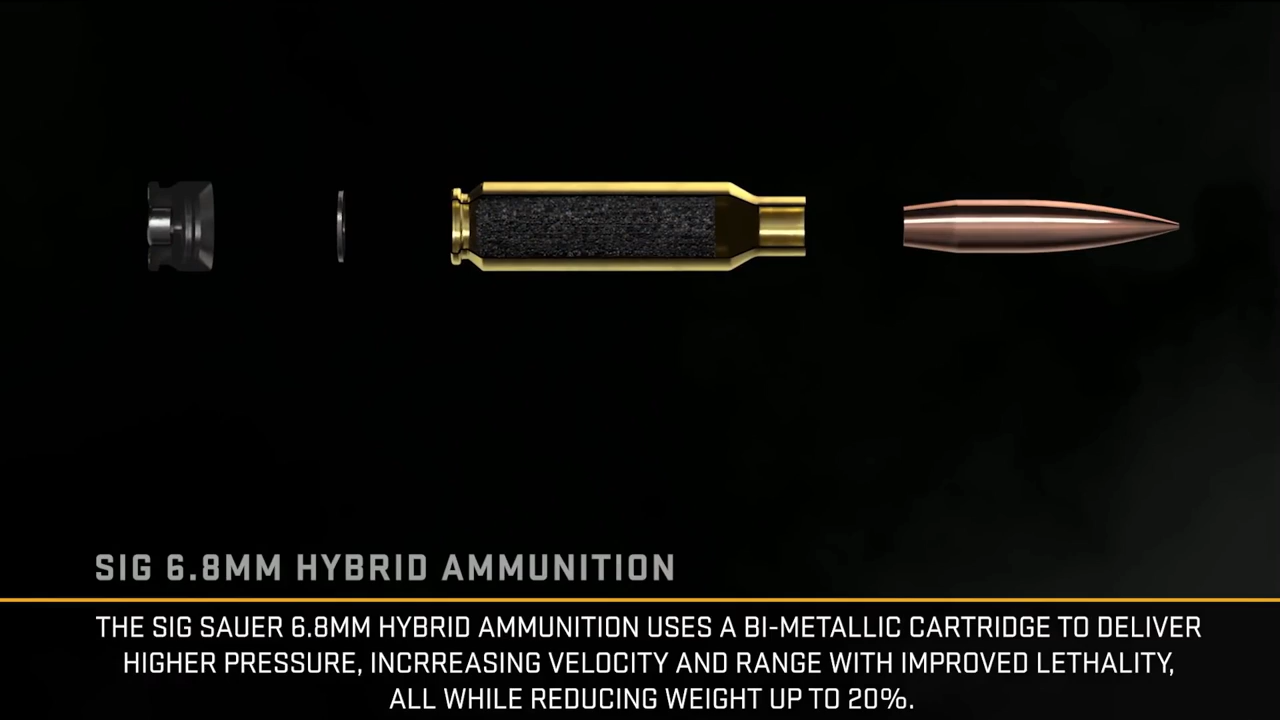 SIG 6.8MM HYBRID AMMUNITION
THE SIG SAUER 6.8MM HYBRID AMMUNITION USES A BI-METALLIC CARTRIDGE TO DELIVER
HIGHER PRESSURE, INCRREASING VELOCITY AND RANGE WITH IMPROVED LETHALITY,
ALL WHILE REDUCING WEIGHT UP TO 20%.